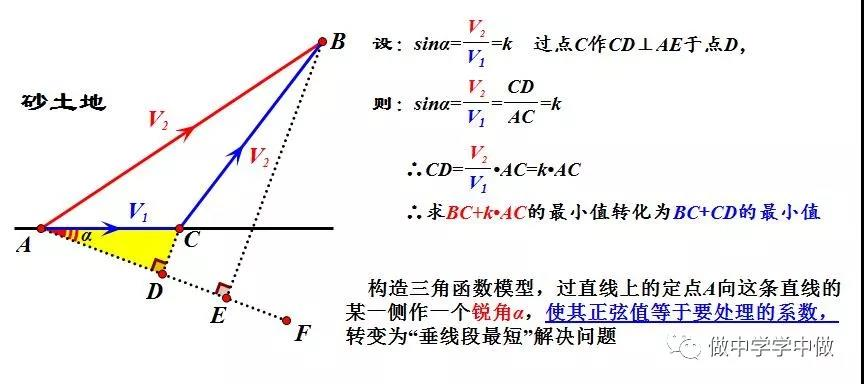 B
设：sinα=V₂/V₁=k 过点C作CD⊥AE于点D，
砂土地
V₂
则：sinα=V₂/V₁=CD/AC=k
V₂
∴CD=V₂/V₁•AC=k•AC
V₁
∴求BC+k•AC的最小值转化为BC+CD的最小值
A
α
C
D
E
F
构造三角函数模型，过直线上的定点A向这条直线的
某一侧作一个锐角α，使其正弦值等于要处理的系数，
转变为“垂线段最短”解决问题
做中学学中做